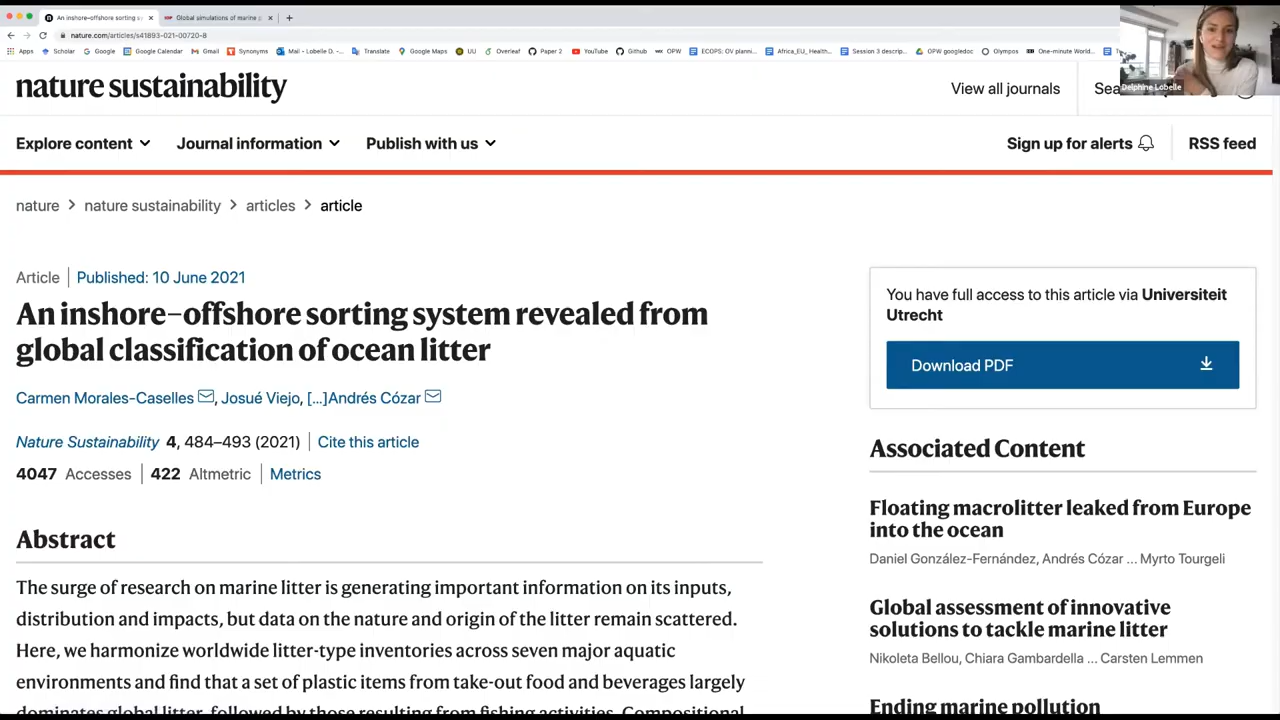 An inshore–offshore sorting sy
Global simulations of marine p
nature.com/articles/s41893-021-00720-8
Apps Scholar Google Google Calendar Gmail Synonyms Mail - Lobelle D. -... Translate Google Maps UU Overleaf Paper 2 YouTube Github OPW ECOPS: OV planni... Africa_EU_Health... Session 3 descrip... OPW googledoc Olympos One-minute World...
Delphine Lobelle
nature sustainability
View all journals
Explore content Journal information Publish with us
Sign up for alerts RSS feed
nature > nature sustainability > articles > article
Article | Published: 10 June 2021
An inshore–offshore sorting system revealed from
global classification of ocean litter
Carmen Morales-Caselles, Josué Viejo, [...]Andrés Cózar
Nature Sustainability 4, 484–493 (2021) | Cite this article
4047 Accesses | 422 Altmetric | Metrics
Abstract
The surge of research on marine litter is generating important information on its inputs,
distribution and impacts, but data on the nature and origin of the litter remain scattered.
Here, we harmonize worldwide litter-type inventories across seven major aquatic
environments and find that a set of plastic items from take-out food and beverages largely
dominates global litter, followed by those resulting from fishing activities. Compositional
You have full access to this article via Universiteit
Utrecht
Download PDF
Associated Content
Floating macrolitter leaked from Europe
into the ocean
Daniel González-Fernández, Andrés Cózar ... Myrto Tourgeli
Global assessment of innovative
solutions to tackle marine litter
Nikoleta Bellou, Chiara Gambardella ... Carsten Lemmen
Ending marine pollution